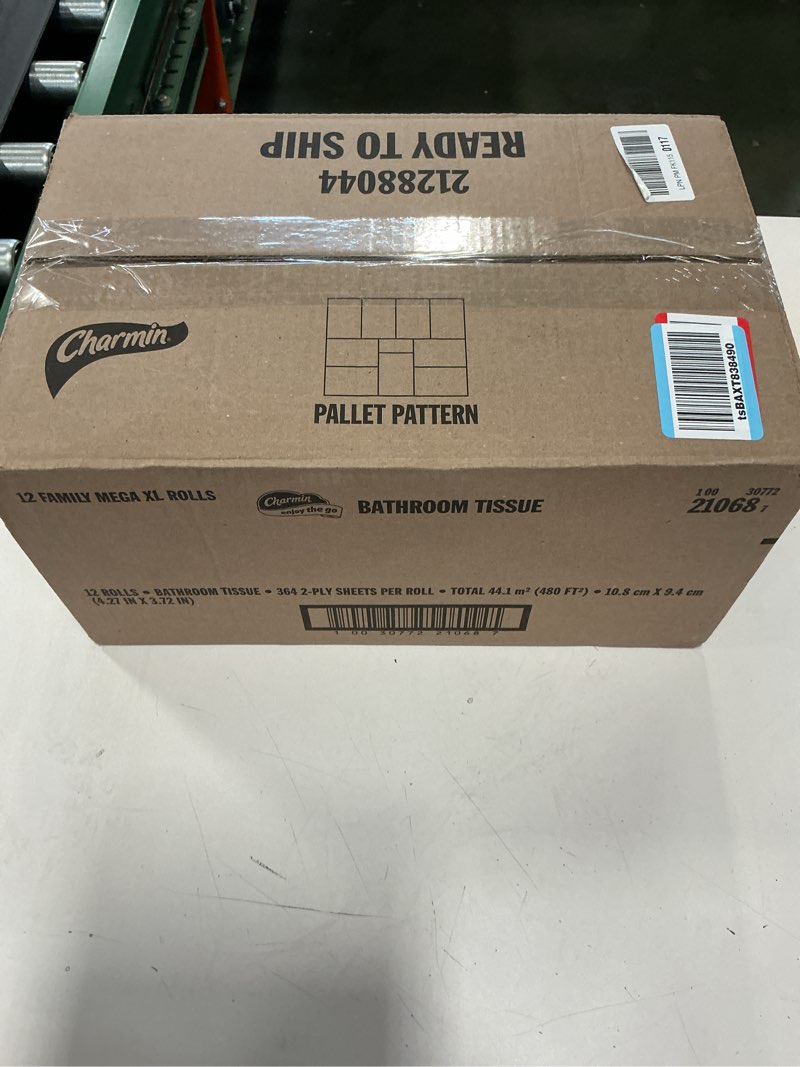 READY TO SHIP
21288044
LPN PM FK115 0117
Charmin
PALLET PATTERN
tsBAXT838490
12 FAMILY MEGA XL ROLLS
Charmin
enjoy the go
BATHROOM TISSUE
1 00 30772
21068 7
12 ROLLS • BATHROOM TISSUE • 364 2-PLY SHEETS PER ROLL • TOTAL 44.1 m² (480 FT²) • 10.8 cm X 9.4 cm
(4.27 IN X 3.72 IN)
1 00 30772 21068 7